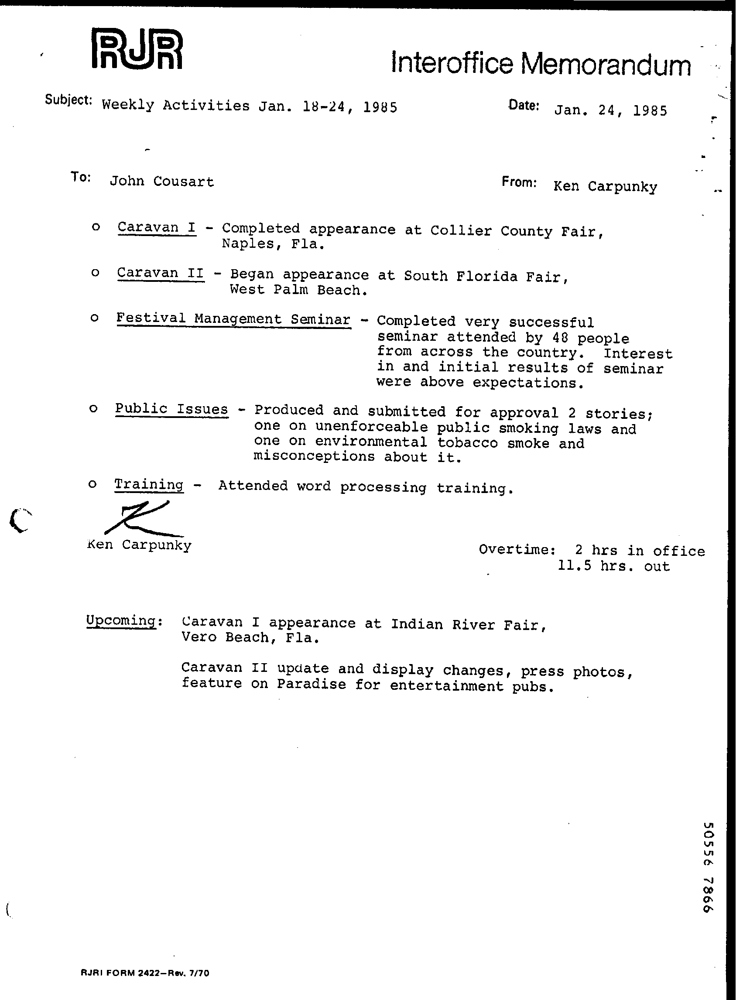 RJR
Interoffice Memorandum
Subject: Weekly Activities Jan. 18-24, 1985
Date: Jan. 24, 1985
To: John Cousart
From: Ken Carpunky
o Caravan I - Completed appearance at Collier County Fair,
Naples, Fla.
o Caravan II - Began appearance at South Florida Fair,
West Palm Beach.
o Festival Management Seminar - Completed very successful
seminar attended by 48 people
from across the country. Interest
in and initial results of seminar
were above expectations.
o Public Issues - Produced and submitted for approval 2 stories;
one on unenforceable public smoking laws and
one on environmental tobacco smoke and
misconceptions about it.
o Training - Attended word processing training.
K
Ken Carpunky
Overtime: 2 hrs in office
11.5 hrs. out
Upcoming: Caravan I appearance at Indian River Fair,
Vero Beach, Fla.
Caravan II update and display changes, press photos,
feature on Paradise for entertainment pubs.
50556 7866
RJRI FORM 2422—Rev. 7/70